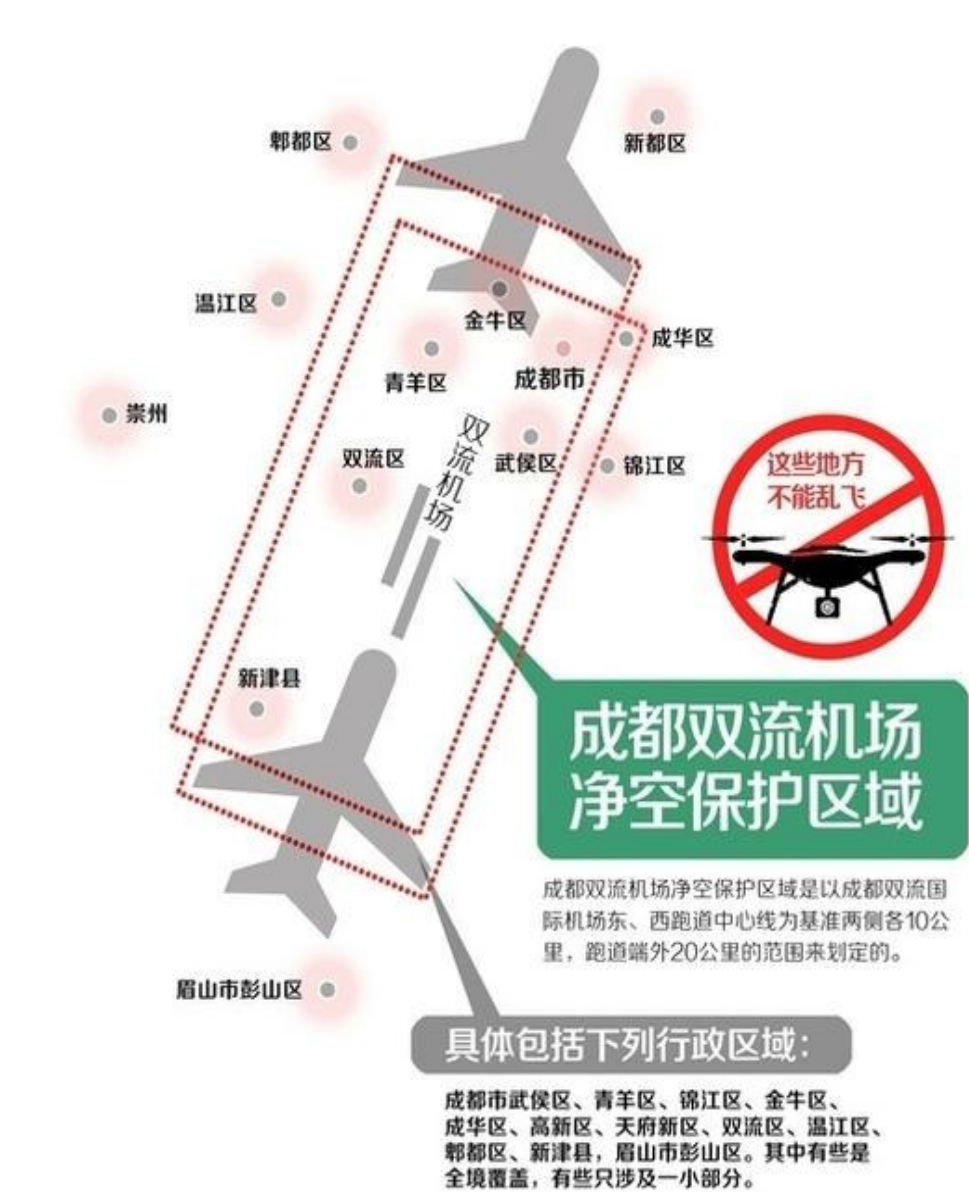 郫都区
新都区
温江区
金牛区
成华区
青羊区
成都市
崇州
双流区
双流机场
武侯区
锦江区
这些地方
不能乱飞
新津县
成都双流机场
净空保护区域
成都双流机场净空保护区域是以成都双流国
际机场东、西跑道中心线为基准两侧各10公
里，跑道端外20公里的范围来划定的。
眉山市彭山区
具体包括下列行政区域：
成都市武侯区、青羊区、锦江区、金牛区、
成华区、高新区、天府新区、双流区、温江区、
郫都区、新津县，眉山市彭山区。其中有些是
全境覆盖，有些只涉及一小部分。